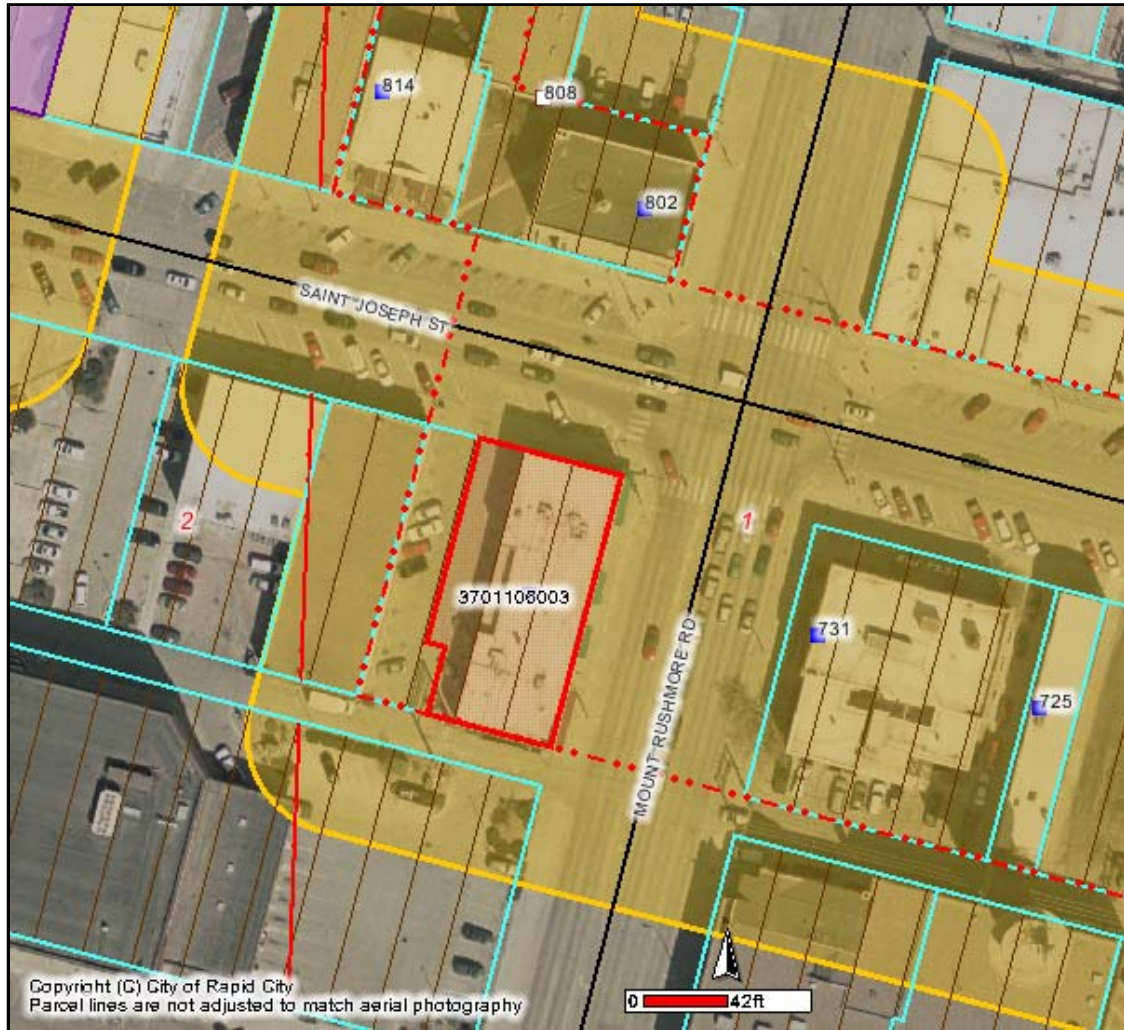 814
808
802
SAINT JOSEPH ST
2
1
3701106003
731
MOUNT RUSHMORE RD
725
Copyright (C) City of Rapid City
Parcel lines are not adjusted to match aerial photography
0 42ft